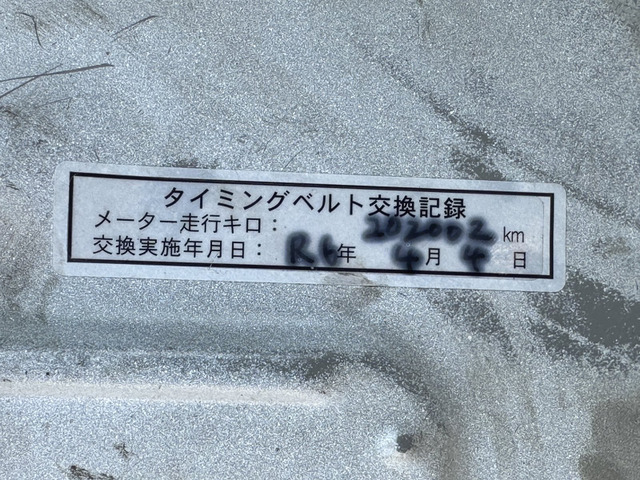 タイミングベルト交換記録
メーター走行キロ： 202002 km
交換実施年月日： R6年 4月 4日